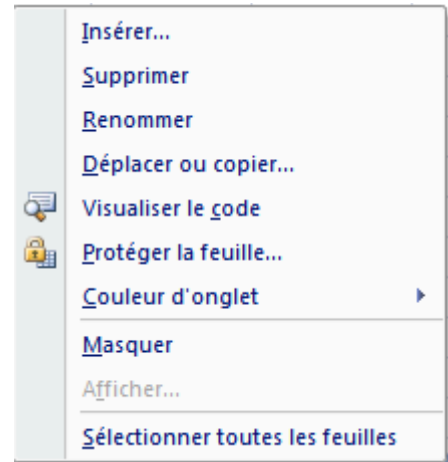 Insérer...
Supprimer
Renommer
Déplacer ou copier...
Visualiser le code
Protéger la feuille...
Couleur d'onglet
Masquer
Afficher...
Sélectionner toutes les feuilles